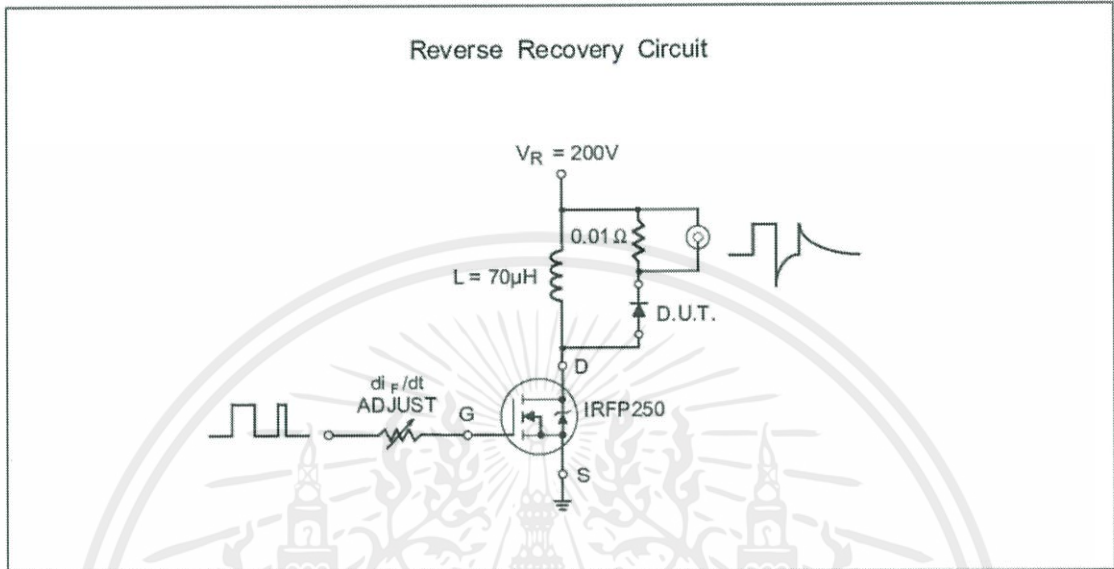 Reverse Recovery Circuit
V_R = 200V
0.01 Ω
L = 70µH
D.U.T.
D
di_F/dt
ADJUST
G
IRFP250
S